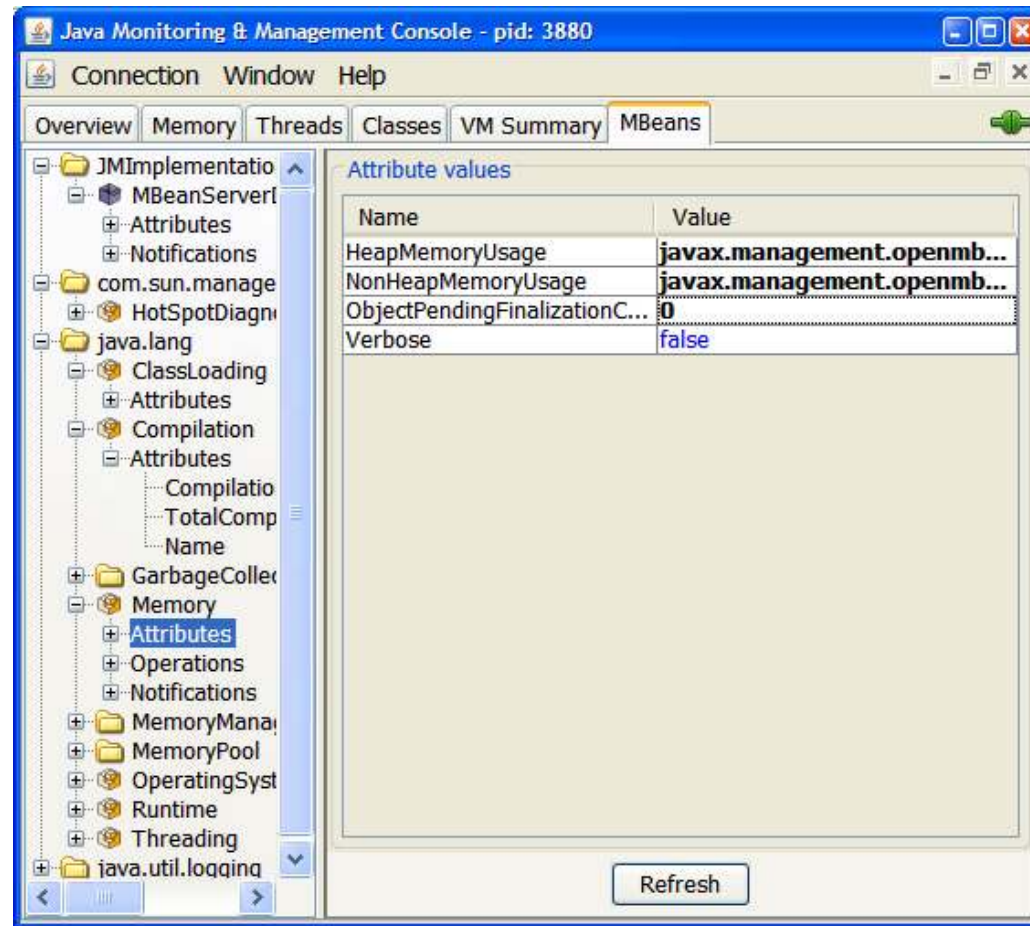 Java Monitoring & Management Console - pid: 3880
Connection Window Help
Overview Memory Threads Classes VM Summary MBeans
JMImplementatio
MBeanServerD
Attributes
Notifications
com.sun.manage
HotSpotDiagn
java.lang
ClassLoading
Attributes
Compilation
Attributes
Compilatio
TotalComp
Name
GarbageCollec
Memory
Attributes
Operations
Notifications
MemoryMana
MemoryPool
OperatingSyst
Runtime
Threading
java.util.logging
Attribute values
Name Value
HeapMemoryUsage javax.management.openmb...
NonHeapMemoryUsage javax.management.openmb...
ObjectPendingFinalizationC... 0
Verbose false
Refresh